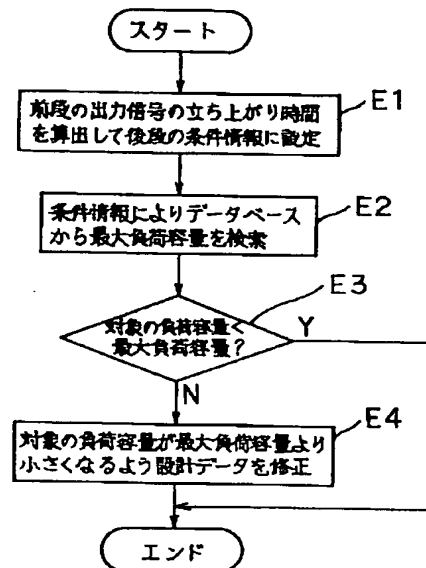 スタート
E1
前段の出力信号の立ち上がり時間
を算出して後段の条件情報に設定
E2
条件情報によりデータベース
から最大負荷容量を検索
E3
対象の負荷容量<
最大負荷容量?
Y
N
E4
対象の負荷容量が最大負荷容量より
小さくなるよう設計データを修正
エンド